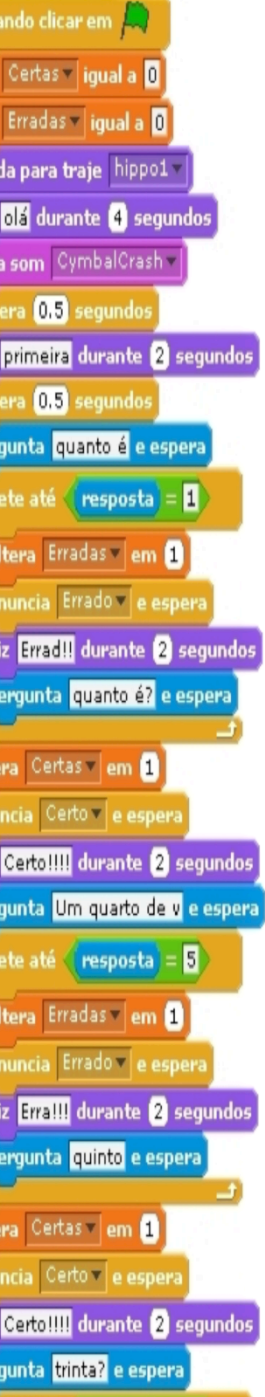 ando clicar em
Certas igual a 0
Erradas igual a 0
da para traje hippo1
olá durante 4 segundos
a som CymbalCrash
era 0.5 segundos
primeira durante 2 segundos
era 0.5 segundos
gunta quanto é e espera
ete até resposta = 1
ltera Erradas em 1
nuncia Errado e espera
iz Errad!! durante 2 segundos
ergunta quanto é? e espera
era Certas em 1
ncia Certo e espera
Certo!!!! durante 2 segundos
gunta Um quarto de v e espera
ete até resposta = 5
ltera Erradas em 1
nuncia Errado e espera
iz Erra!!! durante 2 segundos
ergunta quinto e espera
era Certas em 1
ncia Certo e espera
Certo!!!! durante 2 segundos
gunta trinta? e espera